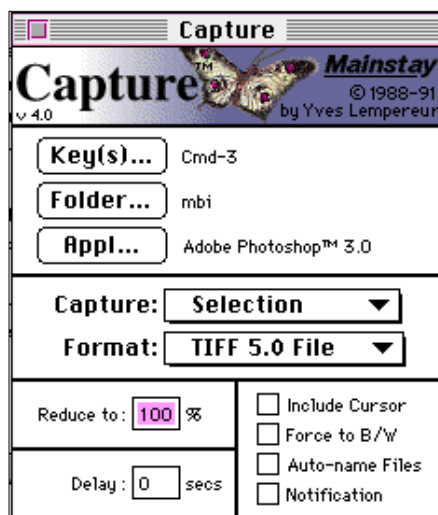 Capture
Capture™
Mainstay
© 1988-91
v 4.0
by Yves Lempereur
Key(s)... Cmd-3
Folder... mbi
Appl... Adobe Photoshop™ 3.0
Capture: Selection
Format: TIFF 5.0 File
Reduce to: 100 %
Delay: 0 secs
Include Cursor
Force to B/W
Auto-name Files
Notification